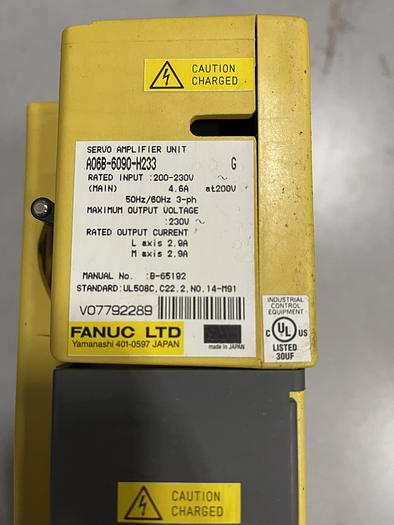 CAUTION
CHARGED
SERVO AMPLIFIER UNIT
A06B-6090-H233 G
RATED INPUT :200-230V ~
(MAIN) 4.6A at200V
50Hz/60Hz 3-ph
MAXIMUM OUTPUT VOLTAGE
:230V ~
RATED OUTPUT CURRENT
L axis 2.9A
M axis 2.9A
MANUAL No. :B-65192
STANDARD:UL508C,C22.2,NO.14-M91
V07792289
FANUC LTD
Yamanashi 401-0597 JAPAN
made in JAPAN
INDUSTRIAL
CONTROL
EQUIPMENT
C UL US
LISTED
30UF
CAUTION
CHARGED